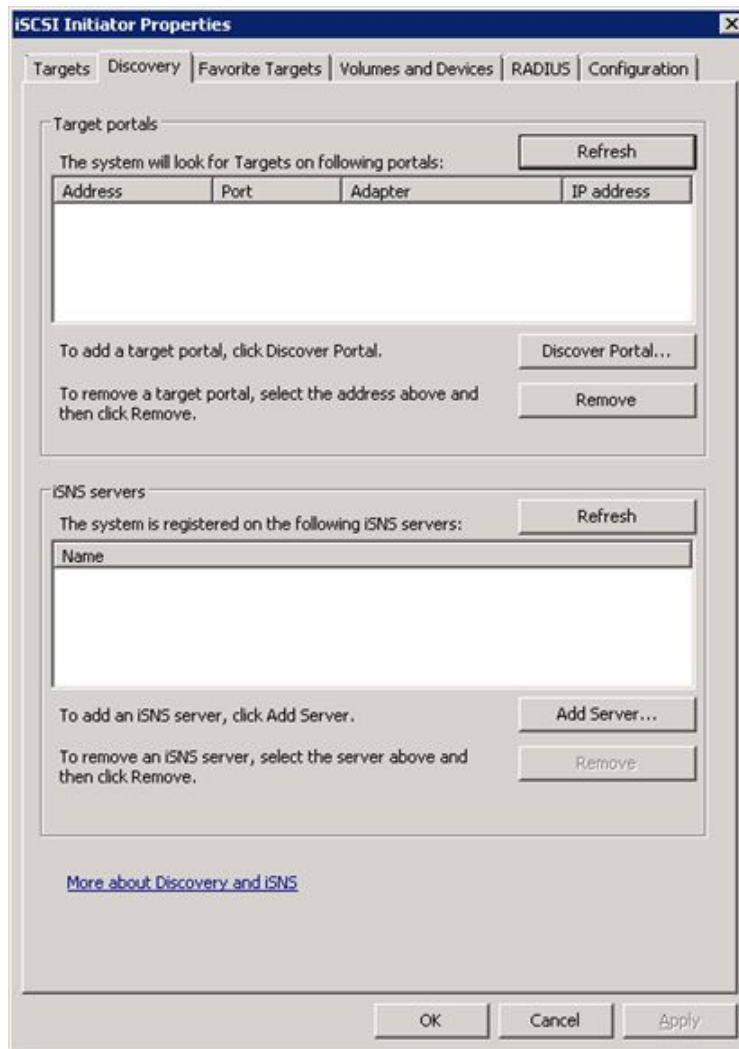 iSCSI Initiator Properties
Targets Discovery Favorite Targets Volumes and Devices RADIUS Configuration
Target portals
The system will look for Targets on following portals: Refresh
Address Port Adapter IP address
To add a target portal, click Discover Portal. Discover Portal...
To remove a target portal, select the address above and
then click Remove.
Remove
iSNS servers
The system is registered on the following iSNS servers: Refresh
Name
To add an iSNS server, click Add Server. Add Server...
To remove an iSNS server, select the server above and
then click Remove.
Remove
More about Discovery and iSNS
OK Cancel Apply